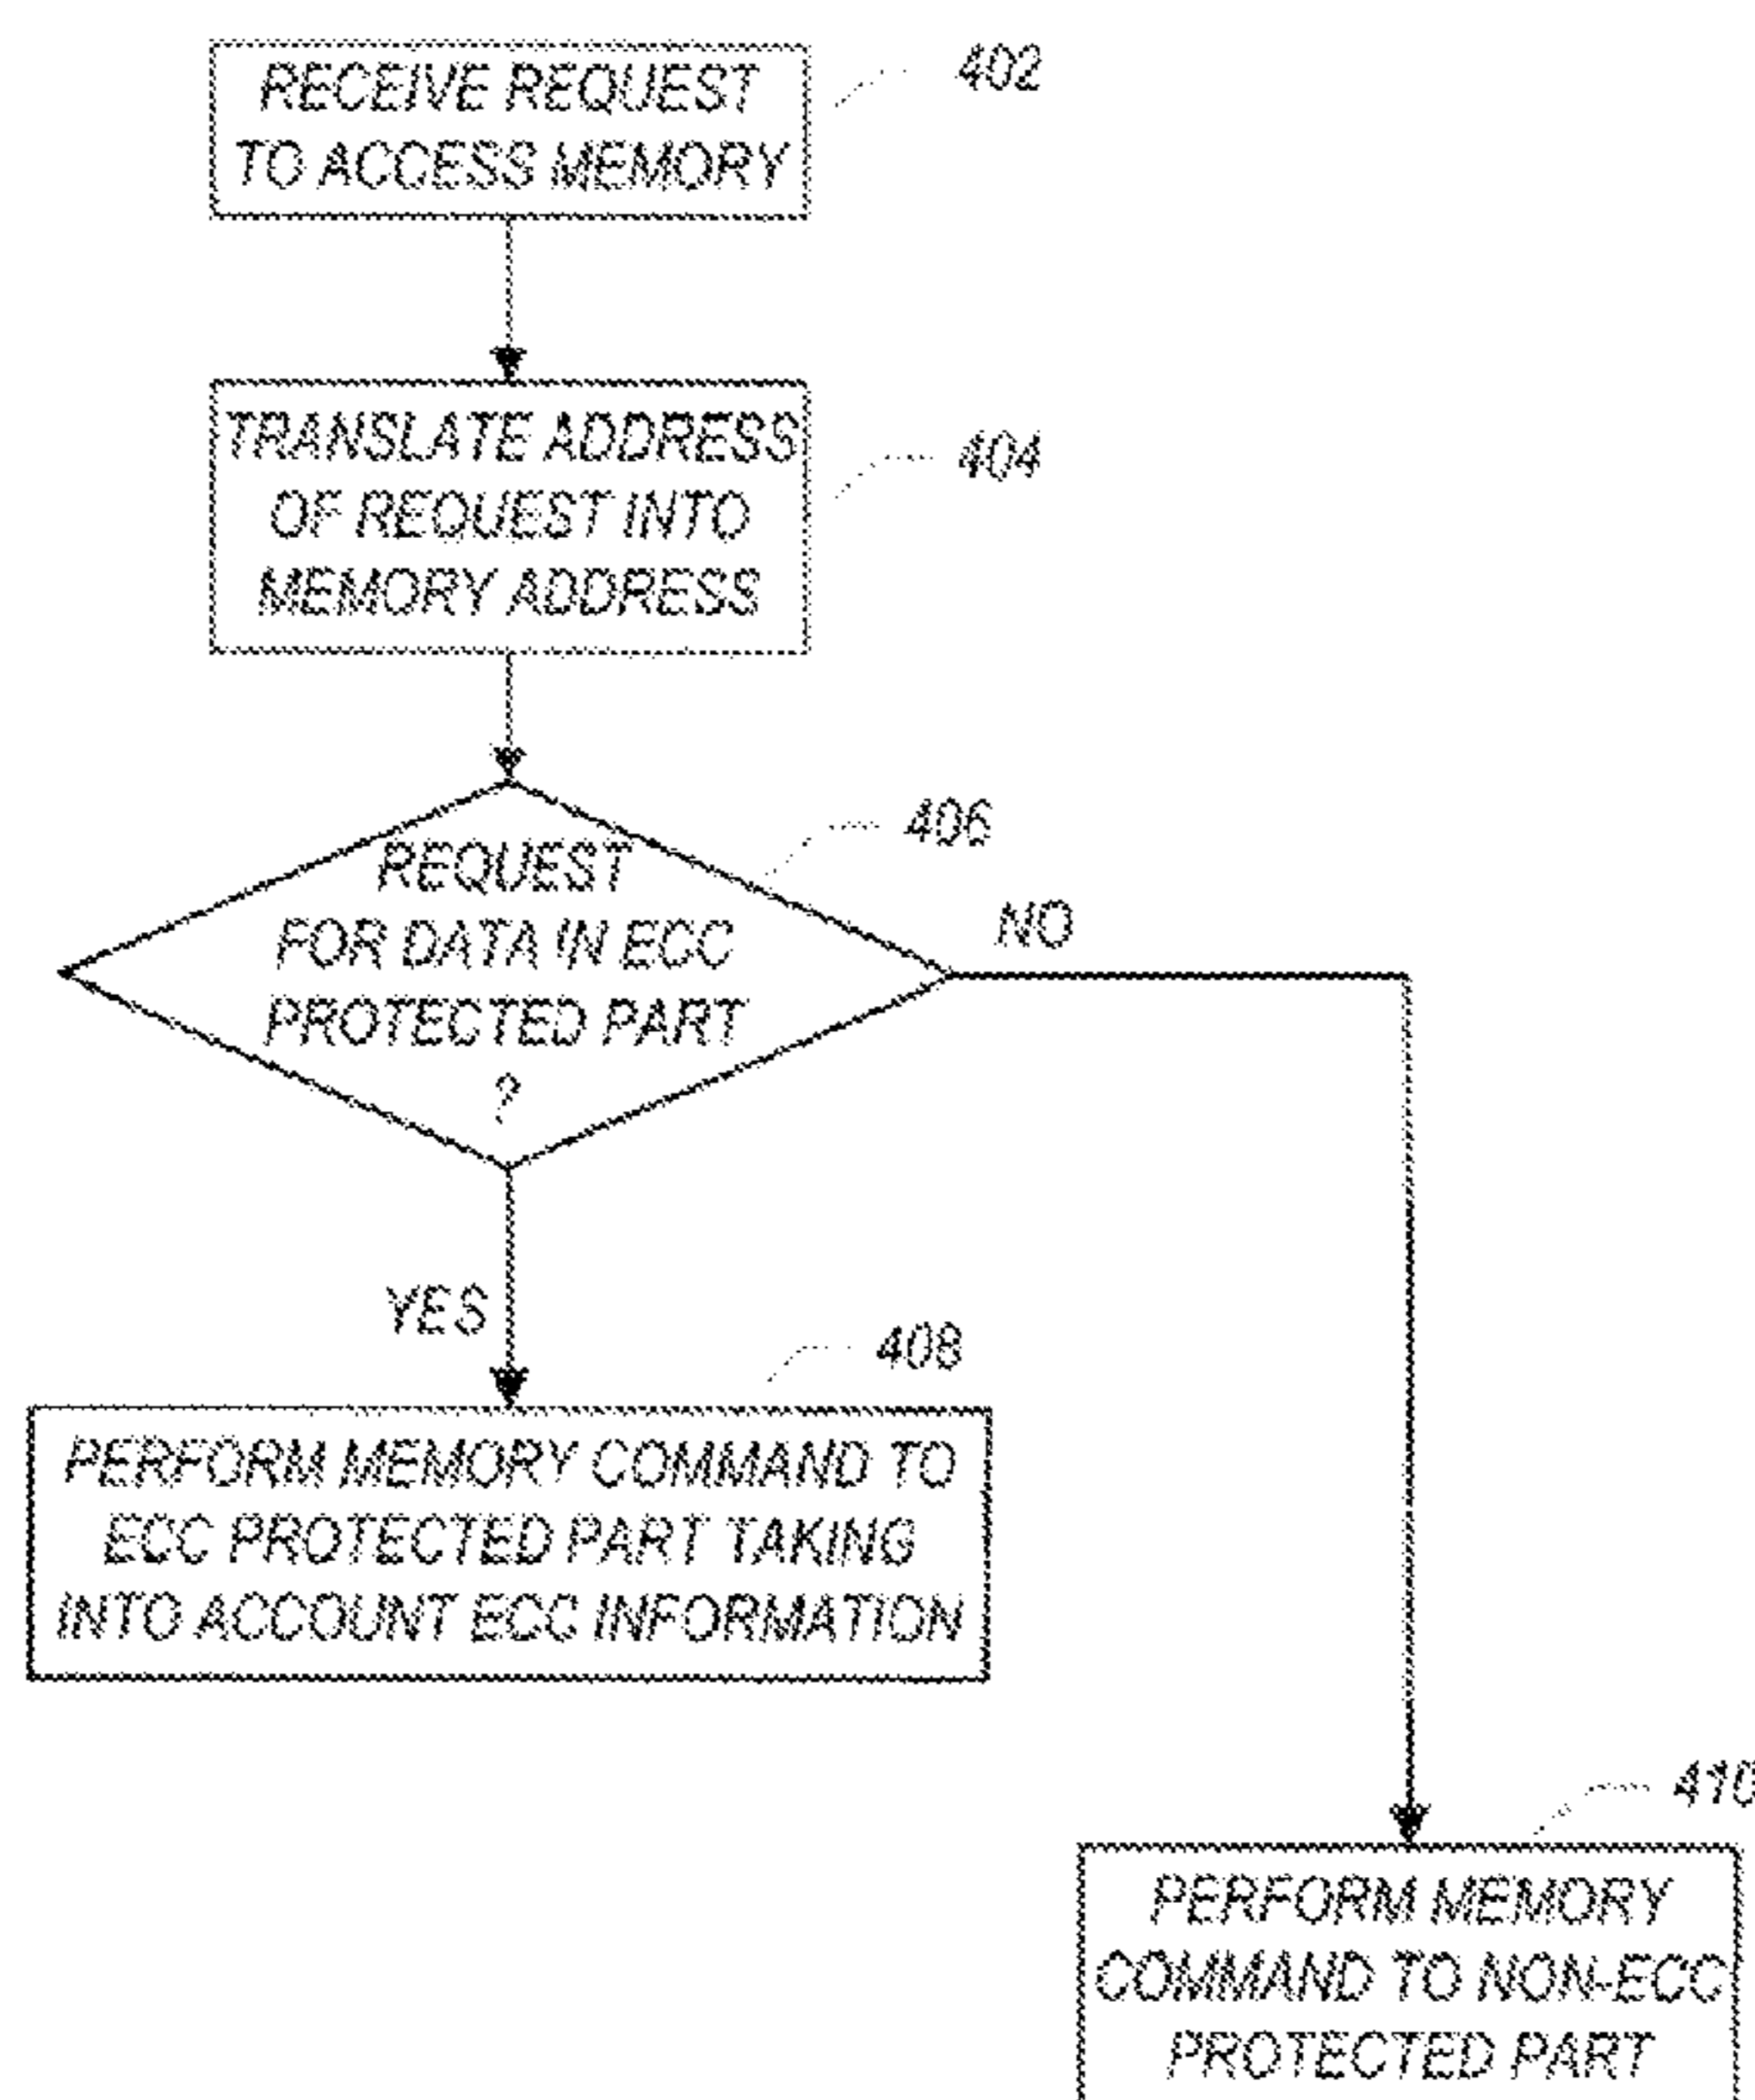 RECEIVE REQUEST
TO ACCESS MEMORY
402
TRANSLATE ADDRESS
OF REQUEST INTO
MEMORY ADDRESS
404
REQUEST
FOR DATA IN ECC
PROTECTED PART
?
406
NO
YES
408
PERFORM MEMORY COMMAND TO
ECC PROTECTED PART TAKING
INTO ACCOUNT ECC INFORMATION
410
PERFORM MEMORY
COMMAND TO NON-ECC
PROTECTED PART